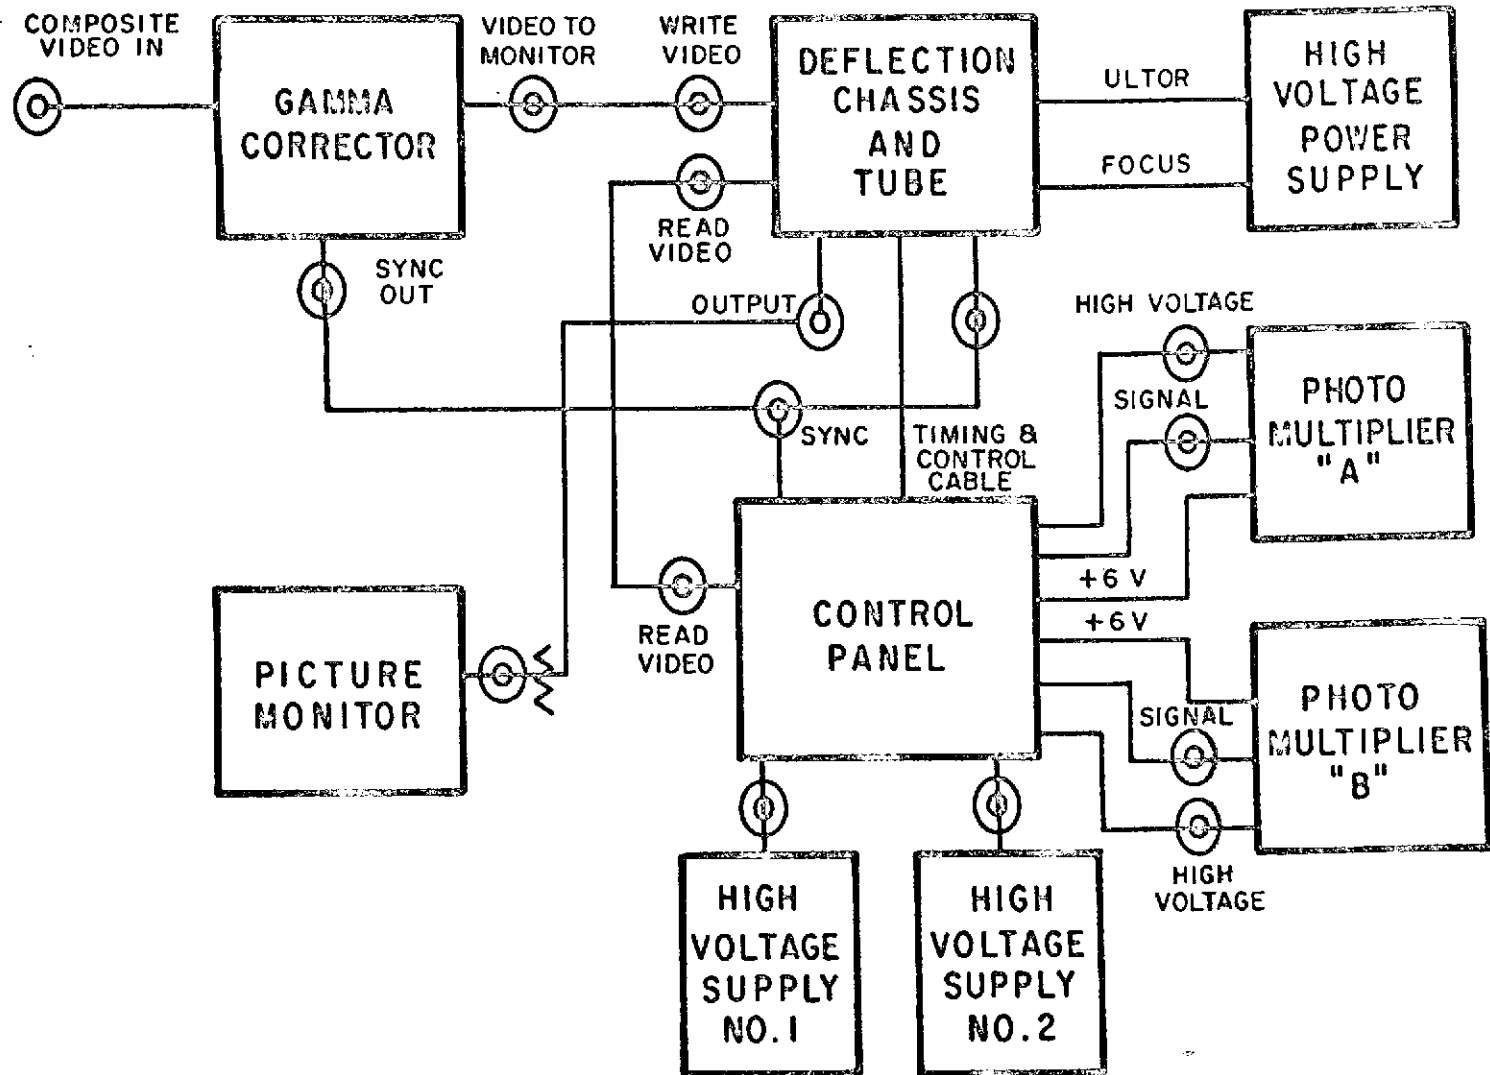 COMPOSITE
VIDEO IN
GAMMA
CORRECTOR
VIDEO TO
MONITOR
WRITE
VIDEO
DEFLECTION
CHASSIS
AND
TUBE
ULTOR
FOCUS
HIGH
VOLTAGE
POWER
SUPPLY
READ
VIDEO
SYNC
OUT
OUTPUT
SYNC
TIMING &
CONTROL
CABLE
HIGH VOLTAGE
SIGNAL
PHOTO
MULTIPLIER
"A"
+6 V
+6V
CONTROL
PANEL
READ
VIDEO
PICTURE
MONITOR
SIGNAL
PHOTO
MULTIPLIER
"B"
HIGH
VOLTAGE
HIGH
VOLTAGE
SUPPLY
NO.1
HIGH
VOLTAGE
SUPPLY
NO.2